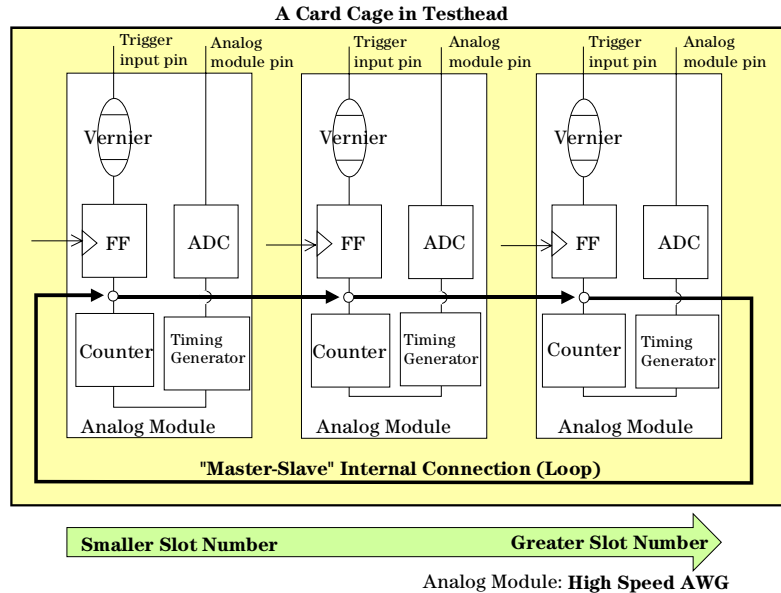 A Card Cage in Testhead
Trigger
input pin
Analog
module pin
Vernier
FF
ADC
Counter
Timing
Generator
Analog Module
Trigger
input pin
Analog
module pin
Vernier
FF
ADC
Counter
Timing
Generator
Analog Module
Trigger
input pin
Analog
module pin
Vernier
FF
ADC
Counter
Timing
Generator
Analog Module
"Master-Slave" Internal Connection (Loop)
Smaller Slot Number
Greater Slot Number
Analog Module: High Speed AWG